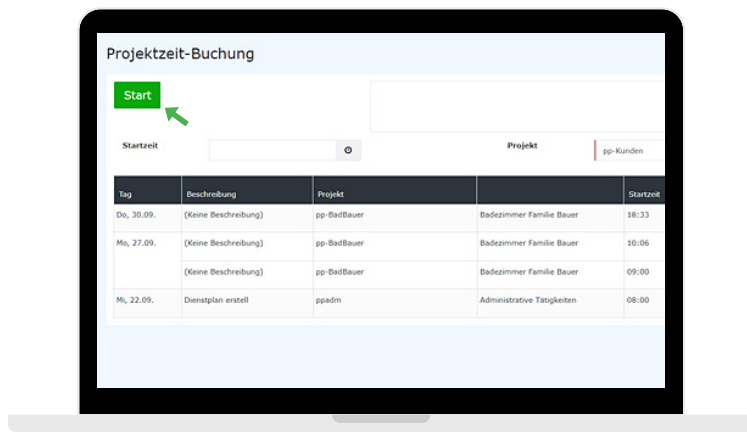 Projektzeit-Buchung
Start
Startzeit
Projekt
pp-Kunden
Tag Beschreibung Projekt Startzeit
Do, 30.09. (Keine Beschreibung) pp-BadBauer Badezimmer Familie Bauer 18:33
Mo, 27.09. (Keine Beschreibung) pp-BadBauer Badezimmer Familie Bauer 10:06
(Keine Beschreibung) pp-BadBauer Badezimmer Familie Bauer 09:00
Mi, 22.09. Dienstplan erstell ppadm Administrative Tätigkeiten 08:00